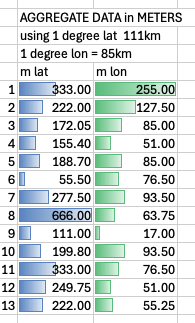 AGGREGATE DATA in METERS
using 1 degree lat 111km
1 degree lon = 85km
m lat m lon
1 333.00 255.00
2 222.00 127.50
3 172.05 85.00
4 155.40 51.00
5 188.70 85.00
6 55.50 76.50
7 277.50 93.50
8 666.00 63.75
9 111.00 17.00
10 199.80 93.50
11 333.00 76.50
12 249.75 51.00
13 222.00 55.25